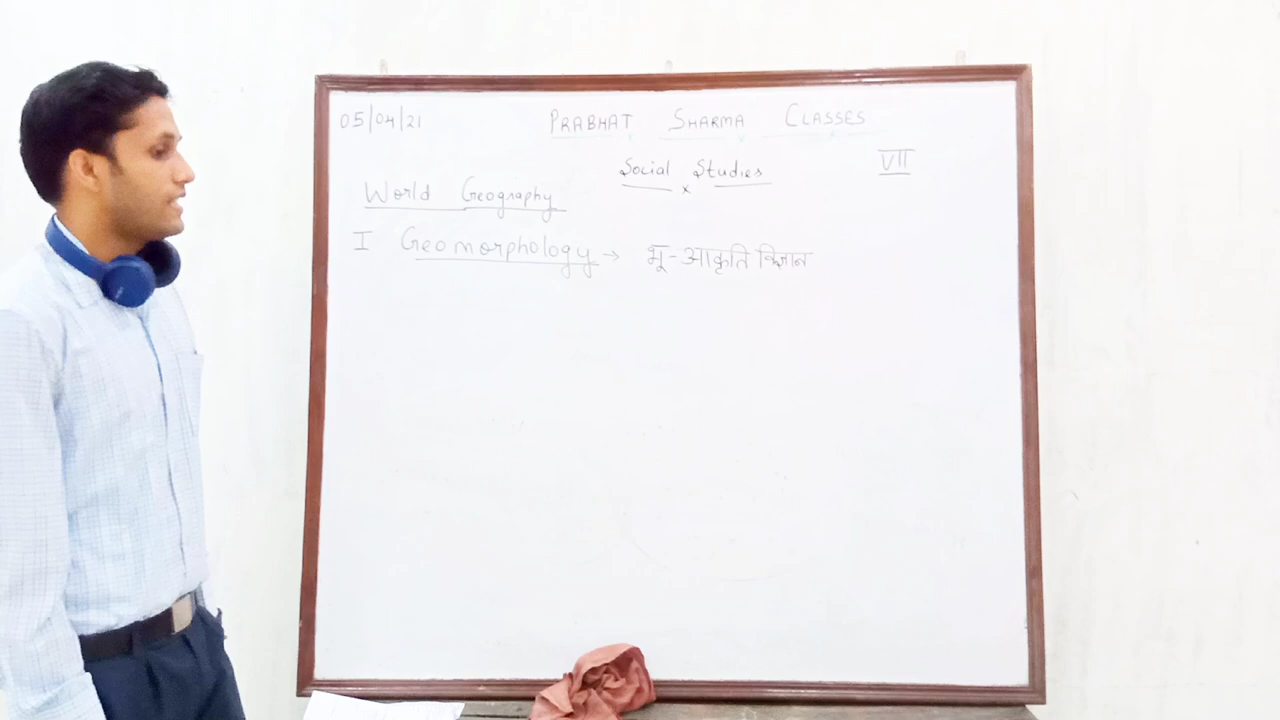 05/04/21 PRABHAT SHARMA CLASSES
Social Studies VII
World Geography
I Geomorphology → भू-आकृति विज्ञान